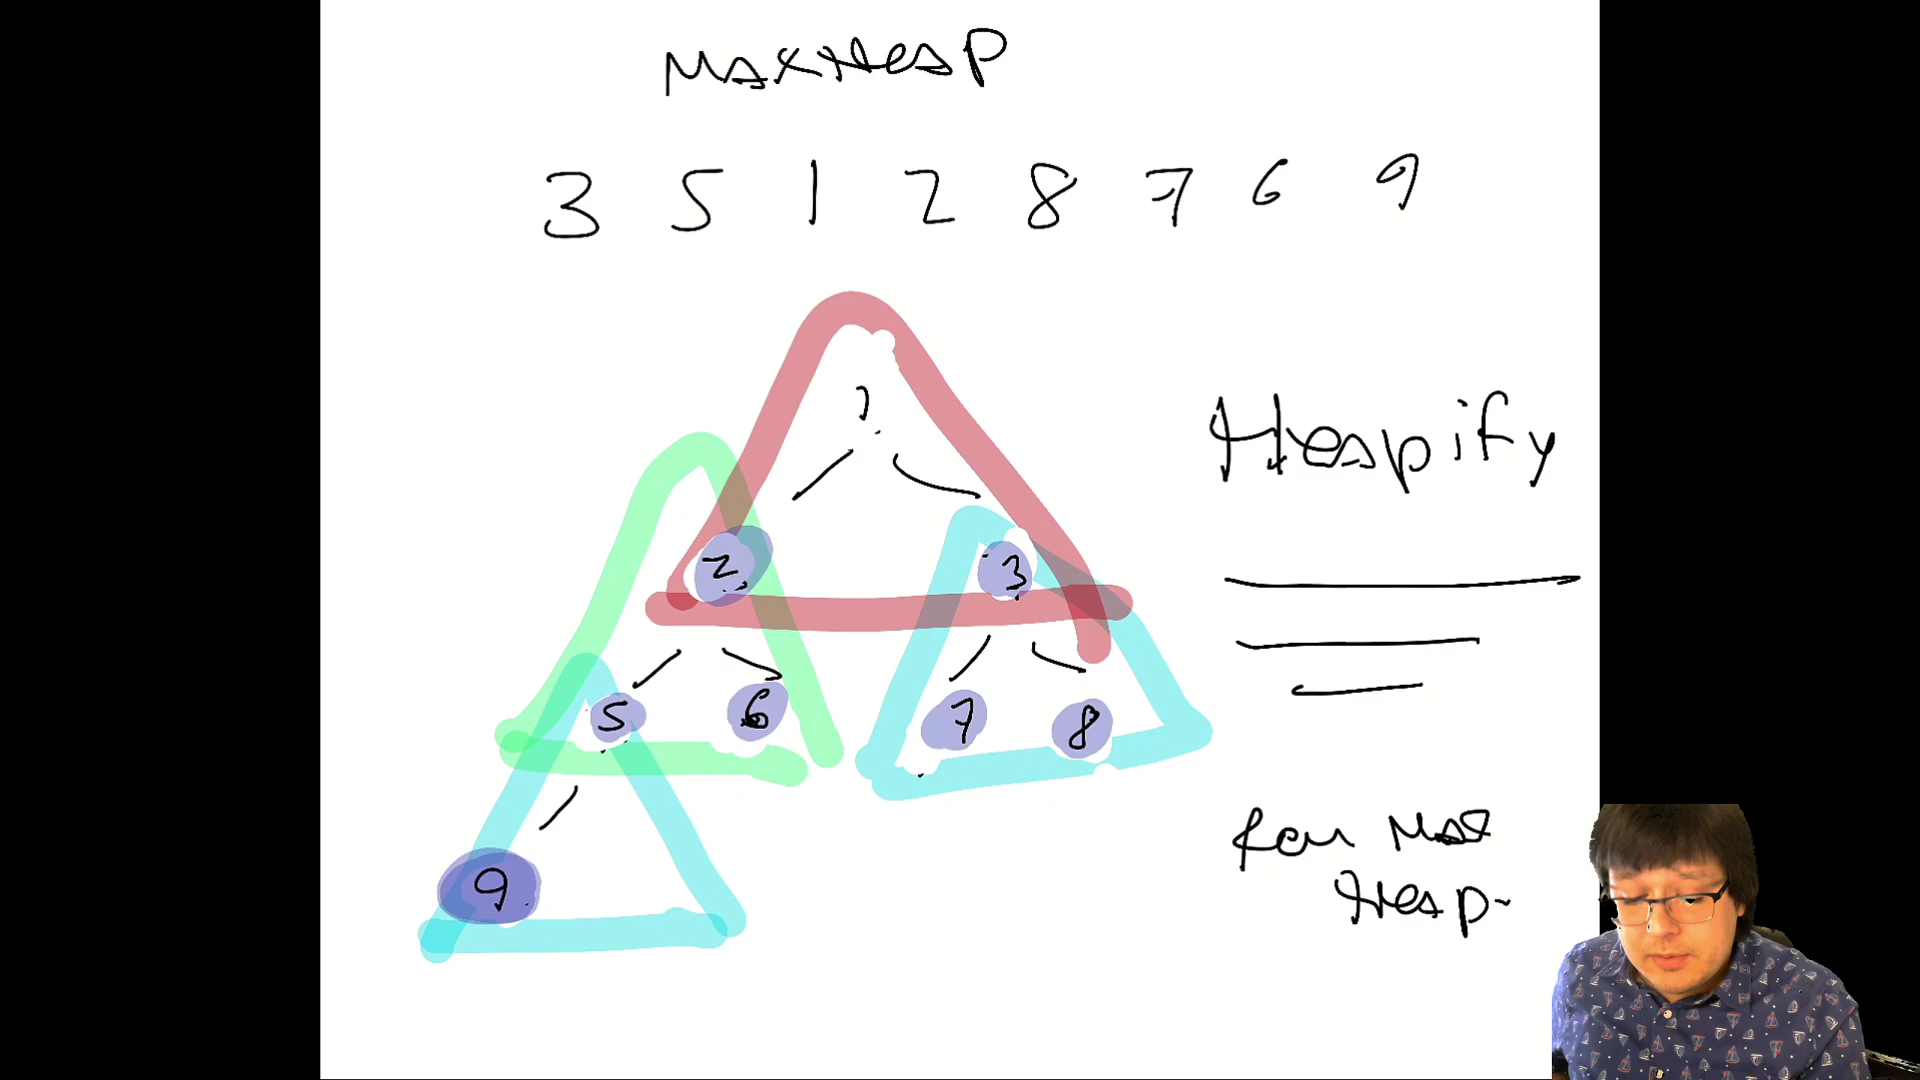 MaxHeap
3 5 1 2 8 7 6 9
1
Heapify
2 3
5 6 7 8
For Max
Heap
9